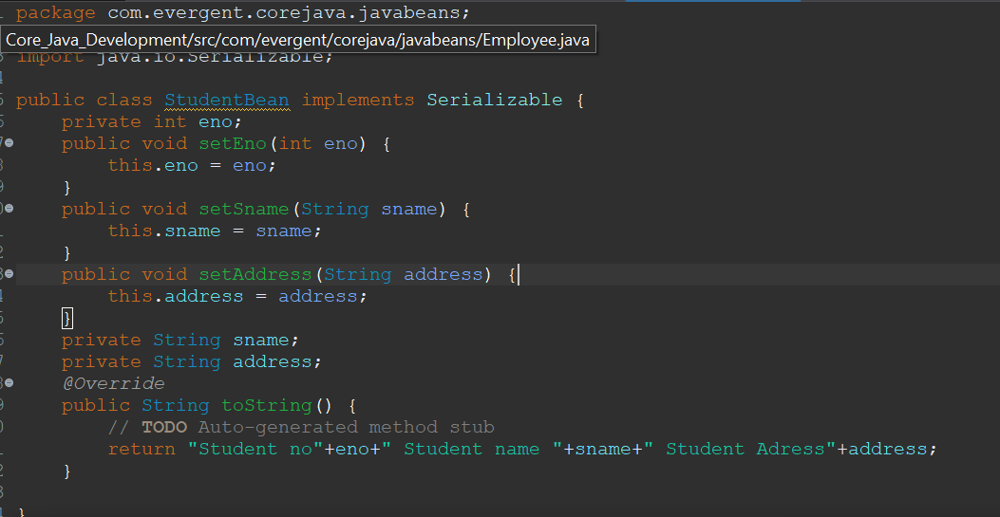 package com.evergent.corejava.javabeans;
Core_Java_Development/src/com/evergent/corejava/javabeans/Employee.java
import java.io.Serializable;
public class StudentBean implements Serializable {
private int eno;
public void setEno(int eno) {
this.eno = eno;
}
public void setSname(String sname) {
this.sname = sname;
}
public void setAddress(String address) {
this.address = address;
}
private String sname;
private String address;
@Override
public String toString() {
// TODO Auto-generated method stub
return "Student no"+eno+" Student name "+sname+" Student Adress"+address;
}
}